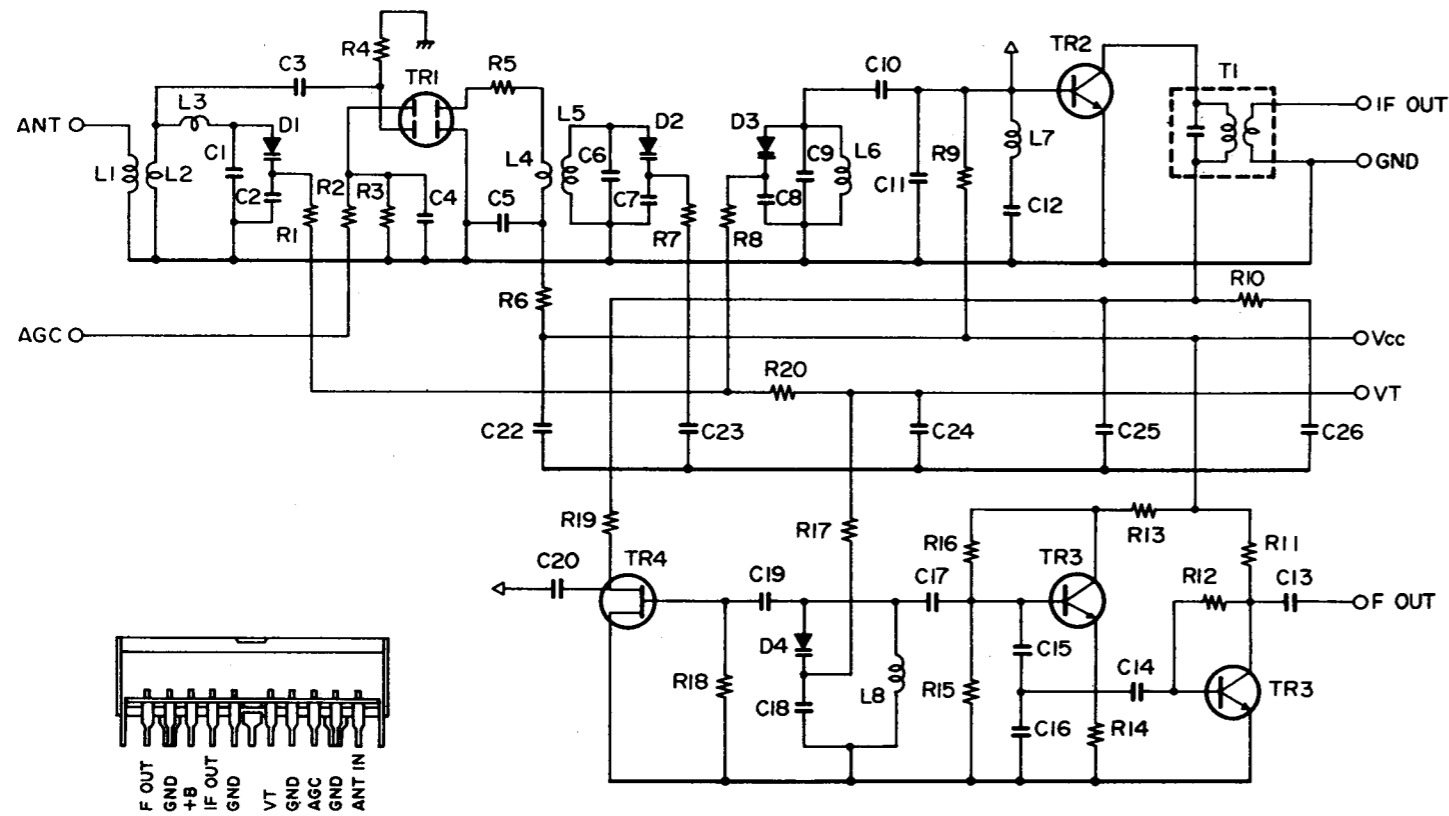 R4
C3
TR1
R5
L3
ANT
D1
C1
L1
L2
C2
R1
R2
R3
C4
C5
L4
L5
C6
D2
C7
R7
D3
C9
L6
C8
R8
C10
C11
R9
L7
C12
TR2
T1
IF OUT
GND
R6
R10
AGC
Vcc
R20
VT
C22
C23
C24
C25
C26
R19
C20
TR4
C19
R17
C17
R16
TR3
R13
R11
R12
C13
F OUT
D4
C15
C14
R18
C18
L8
R15
C16
R14
TR3
F OUT
GND
+B
IF OUT
GND
VT
GND
AGC
GND
ANT IN